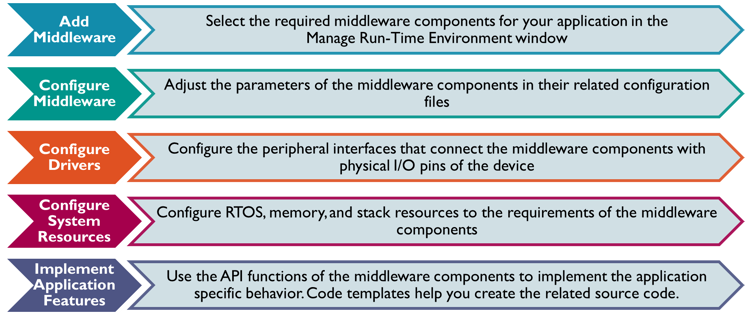 Add
Middleware
Select the required middleware components for your application in the
Manage Run-Time Environment window
Configure
Middleware
Adjust the parameters of the middleware components in their related configuration
files
Configure
Drivers
Configure the peripheral interfaces that connect the middleware components with
physical I/O pins of the device
Configure
System
Resources
Configure RTOS, memory, and stack resources to the requirements of the middleware
components
Implement
Application
Features
Use the API functions of the middleware components to implement the application
specific behavior. Code templates help you create the related source code.